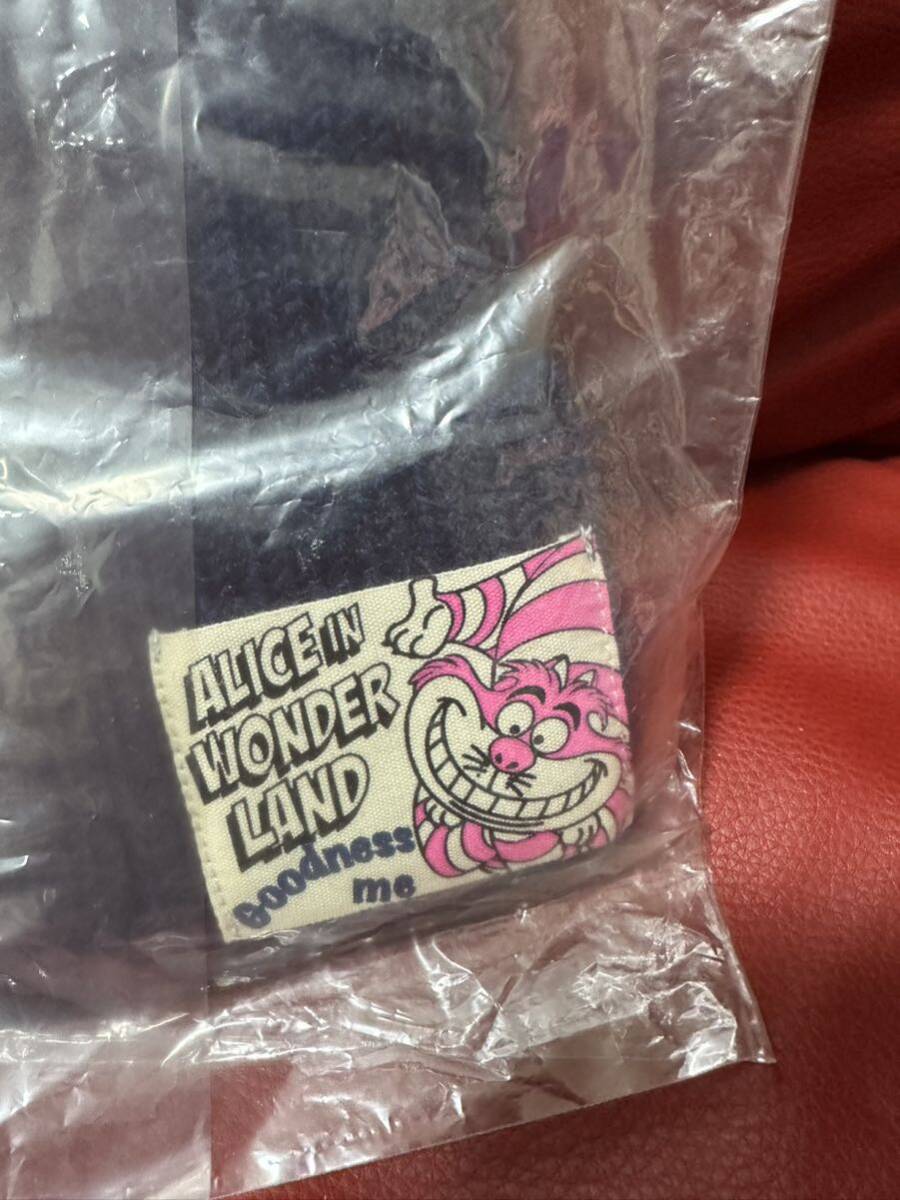 ALICE IN
WONDER
LAND
Goodness
me